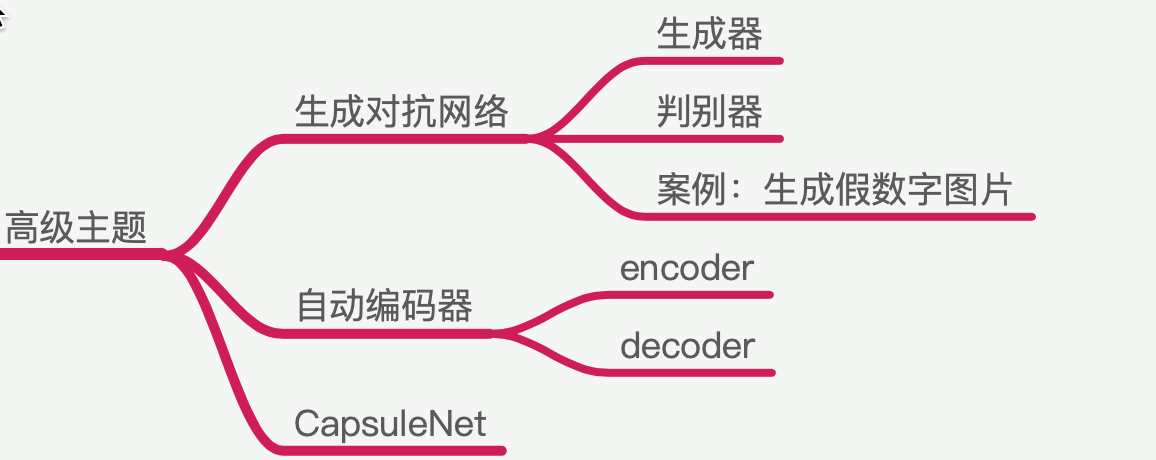 高级主题
生成对抗网络
生成器
判别器
案例：生成假数字图片
自动编码器
encoder
decoder
CapsuleNet